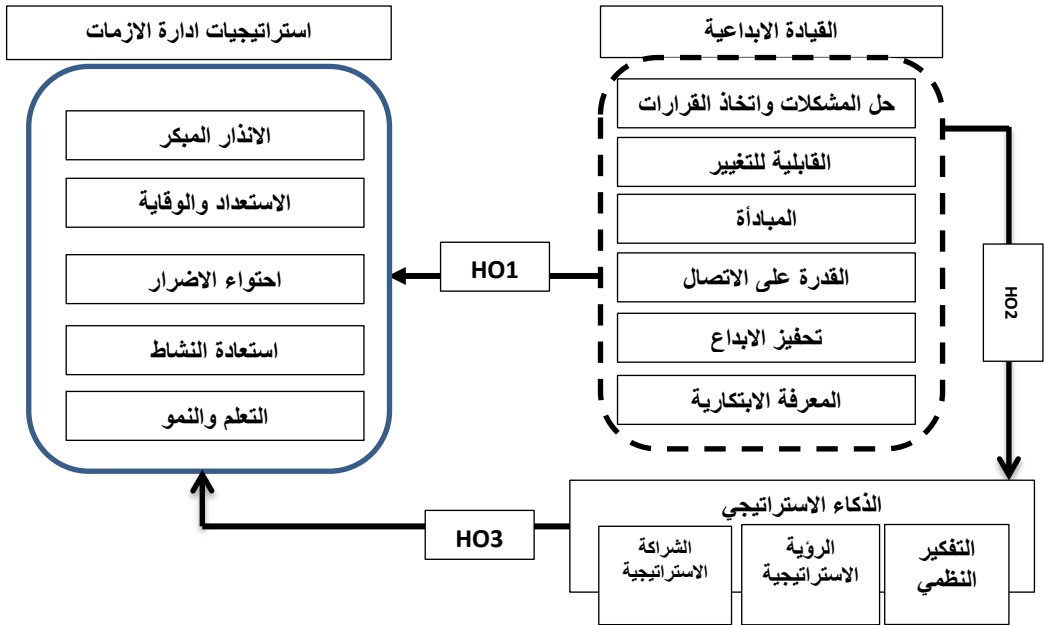 القيادة الابداعية
استراتيجيات ادارة الازمات
حل المشكلات واتخاذ القرارات
القابلية للتغيير
المبادأة
القدرة على الاتصال
تحفيز الابداع
المعرفة الابتكارية
HO2
HO1
الانذار المبكر
الاستعداد والوقاية
احتواء الاضرار
استعادة النشاط
التعلم والنمو
الذكاء الاستراتيجي
التفكير
النظمي
الرؤية
الاستراتيجية
الشراكة
الاستراتيجية
HO3